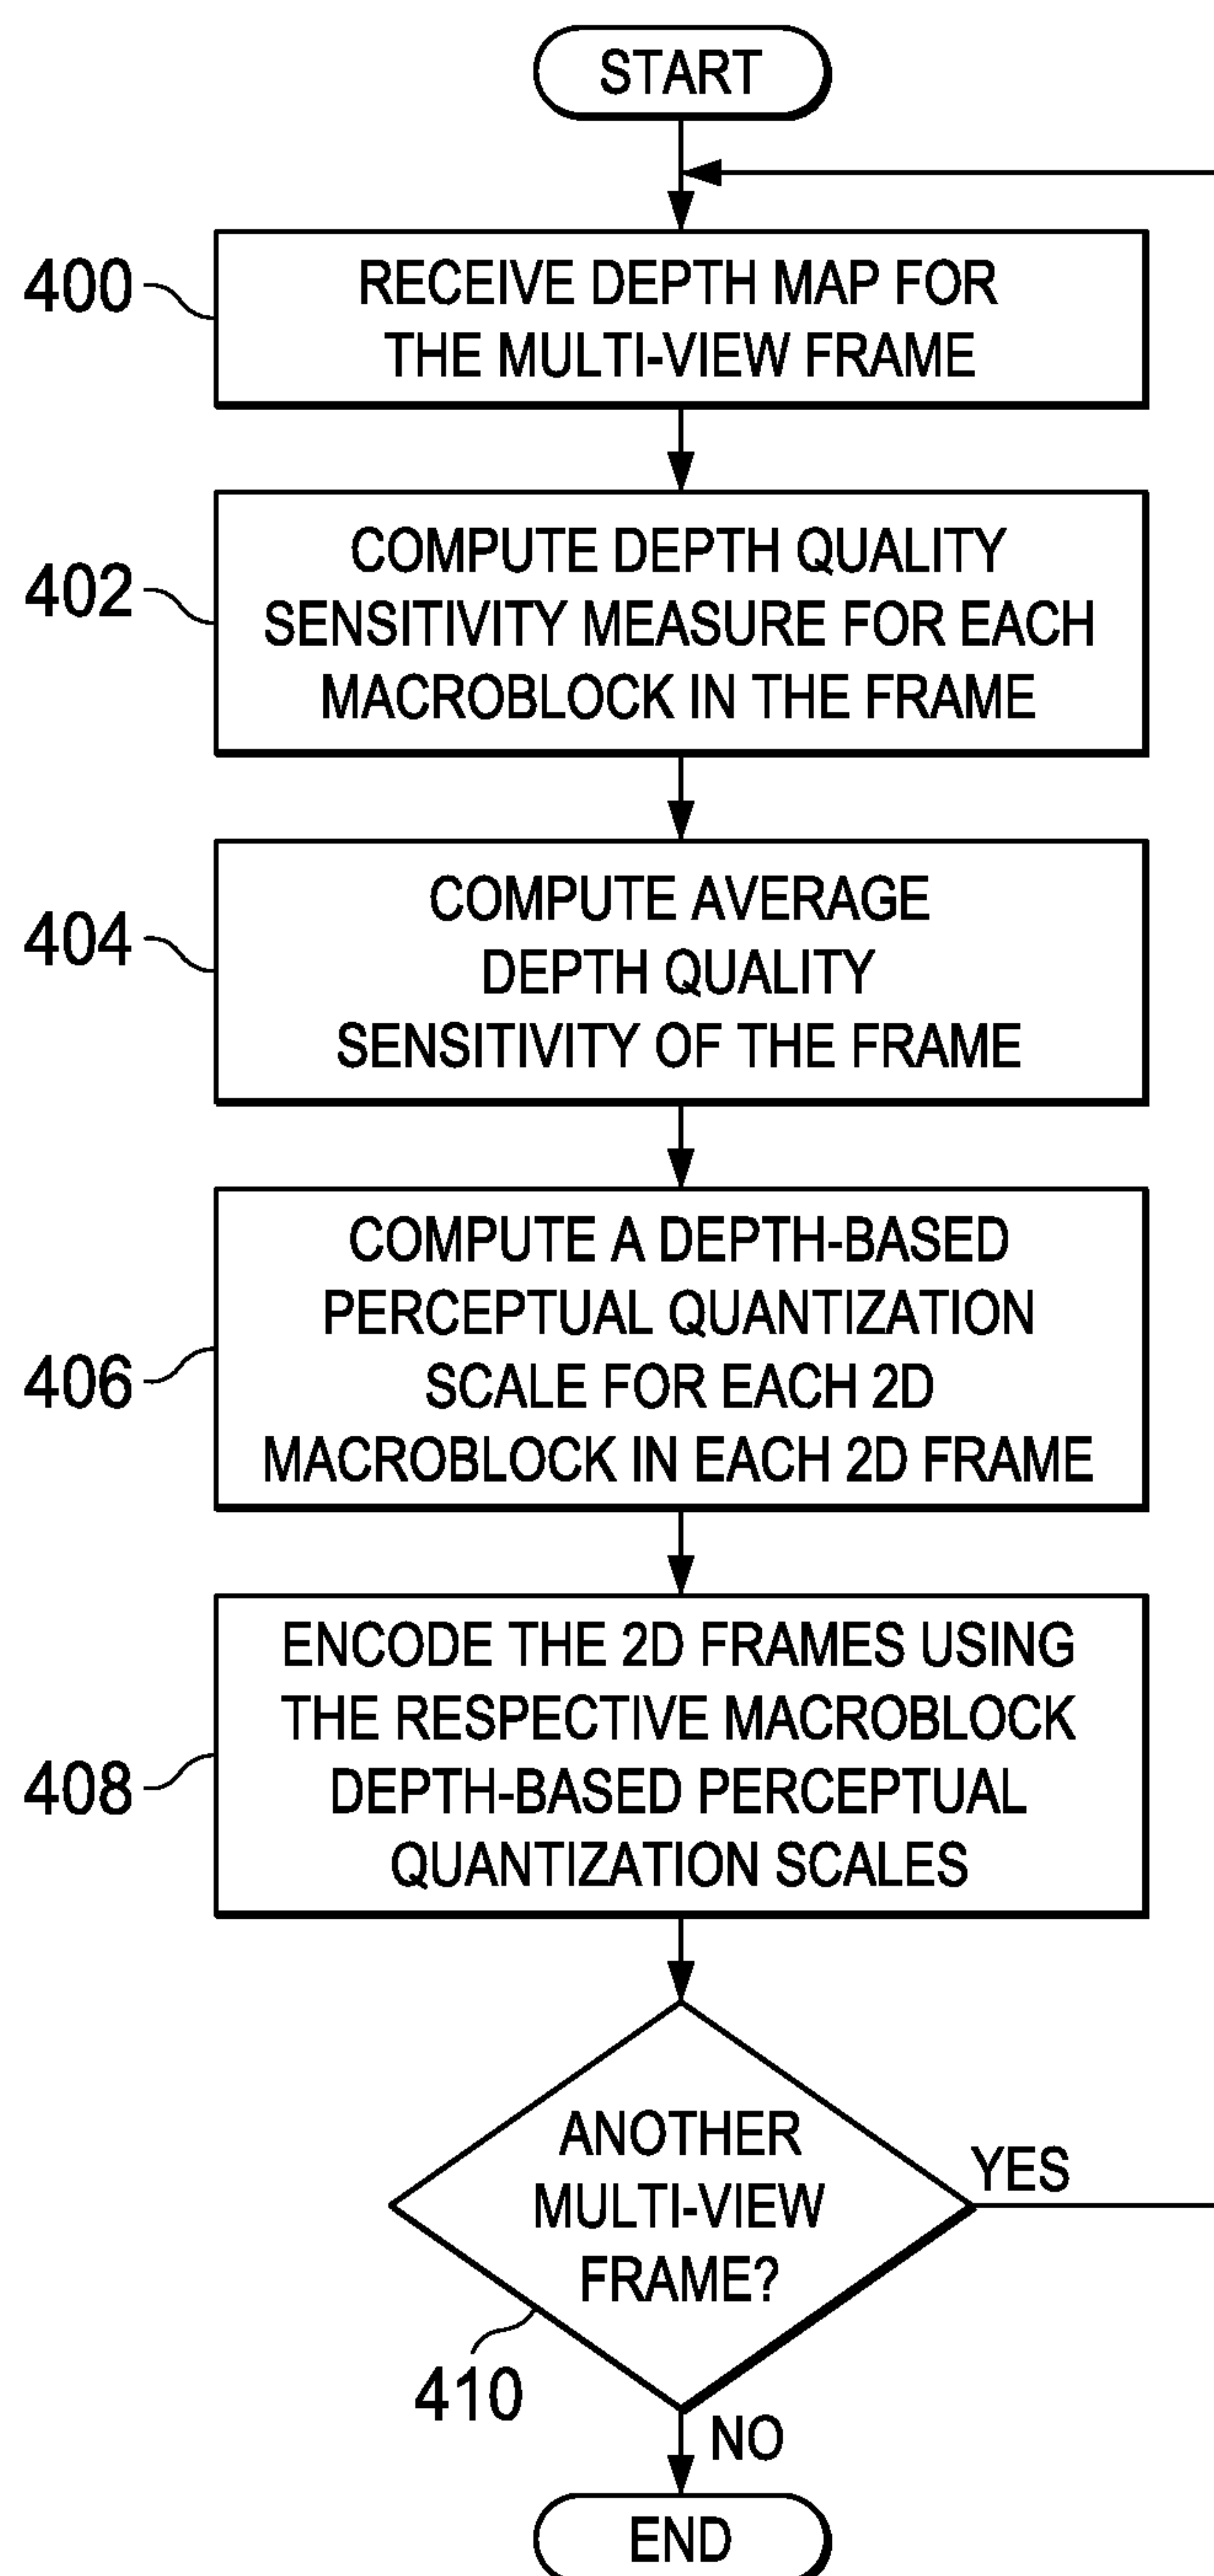 START
400
RECEIVE DEPTH MAP FOR
THE MULTI-VIEW FRAME
402
COMPUTE DEPTH QUALITY
SENSITIVITY MEASURE FOR EACH
MACROBLOCK IN THE FRAME
404
COMPUTE AVERAGE
DEPTH QUALITY
SENSITIVITY OF THE FRAME
406
COMPUTE A DEPTH-BASED
PERCEPTUAL QUANTIZATION
SCALE FOR EACH 2D
MACROBLOCK IN EACH 2D FRAME
408
ENCODE THE 2D FRAMES USING
THE RESPECTIVE MACROBLOCK
DEPTH-BASED PERCEPTUAL
QUANTIZATION SCALES
ANOTHER
MULTI-VIEW
FRAME?
YES
410
NO
END